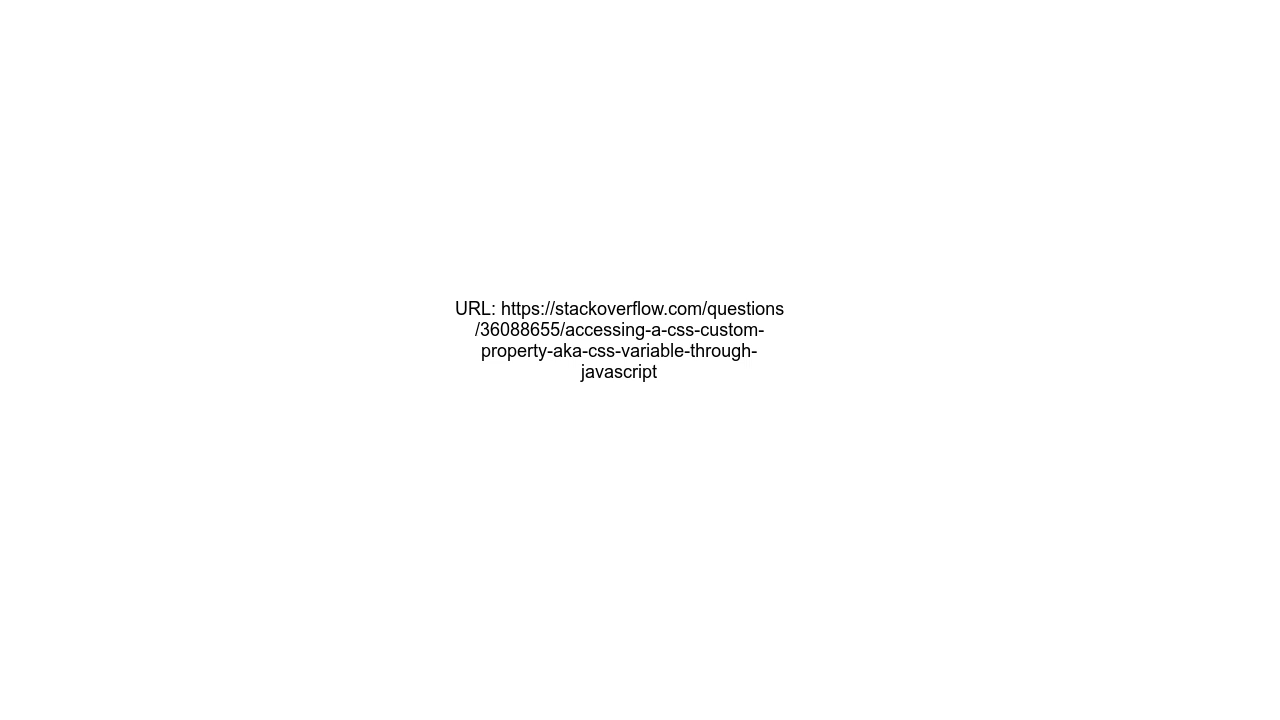 URL: https://stackoverflow.com/questions
/36088655/accessing-a-css-custom-
property-aka-css-variable-through-
javascript